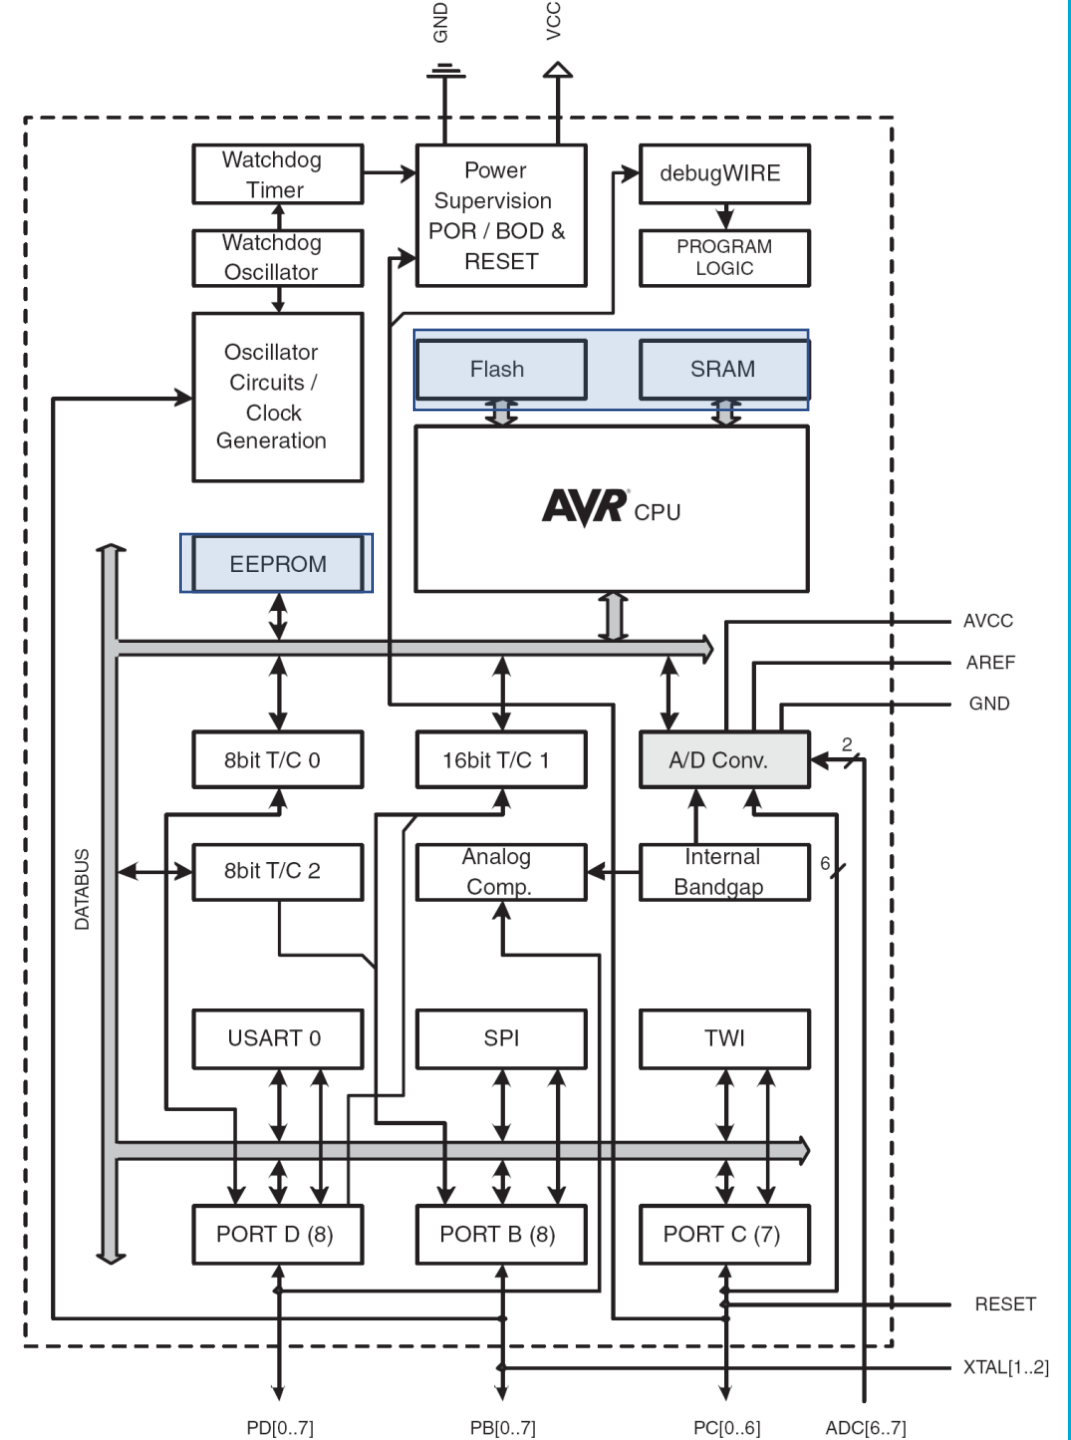 GND
VCC
Watchdog
Timer
Power
Supervision
POR / BOD &
RESET
debugWIRE
Watchdog
Oscillator
PROGRAM
LOGIC
Oscillator
Circuits /
Clock
Generation
Flash
SRAM
AVR CPU
EEPROM
AVCC
AREF
GND
8bit T/C 0
16bit T/C 1
A/D Conv.
2
DATABUS
8bit T/C 2
Analog
Comp.
Internal
Bandgap
6
USART 0
SPI
TWI
PORT D (8)
PORT B (8)
PORT C (7)
RESET
XTAL[1..2]
PD[0..7]
PB[0..7]
PC[0..6]
ADC[6..7]